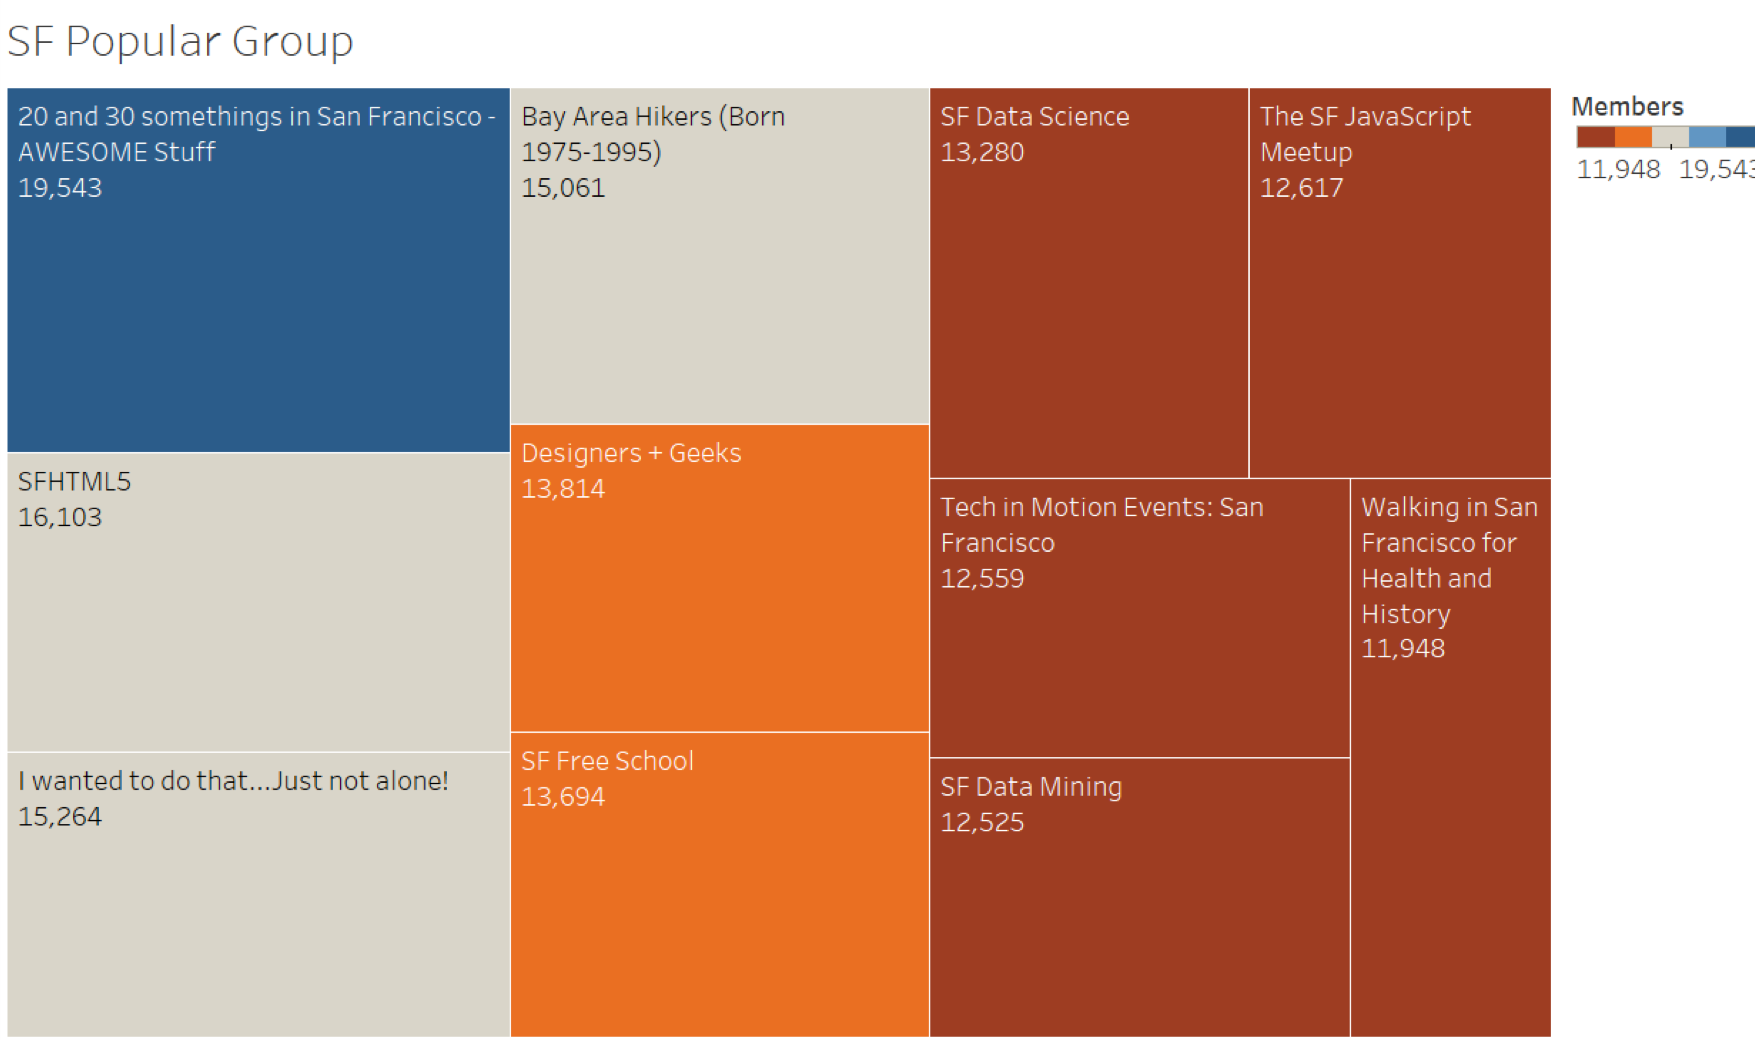 SF Popular Group
20 and 30 somethings in San Francisco -
AWESOME Stuff
19,543
SFHTML5
16,103
I wanted to do that...Just not alone!
15,264
Bay Area Hikers (Born
1975-1995)
15,061
Designers + Geeks
13,814
SF Free School
13,694
SF Data Science
13,280
The SF JavaScript
Meetup
12,617
Tech in Motion Events: San
Francisco
12,559
SF Data Mining
12,525
Walking in San
Francisco for
Health and
History
11,948
Members
11,948 19,543